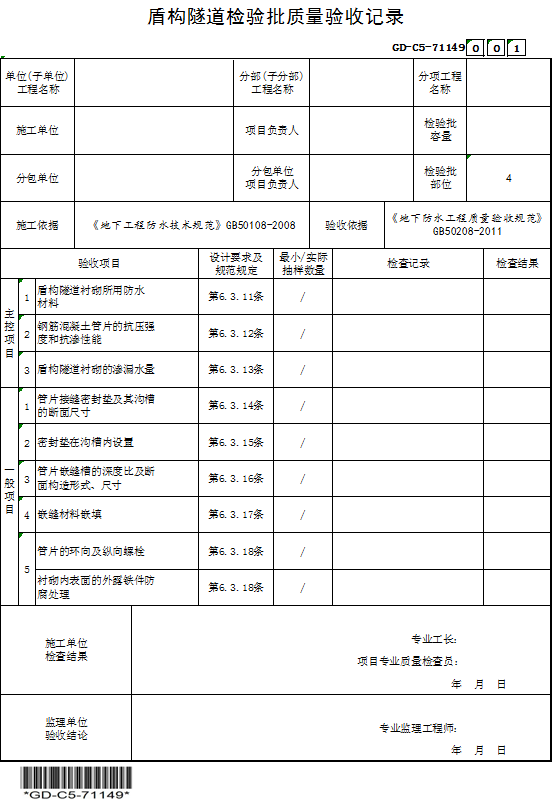 盾构隧道检验批质量验收记录
GD-C5-71149 0 0 1
单位(子单位) 分部(子分部) 分项工程
工程名称 工程名称 名称
施工单位 项目负责人 检验批
容量
分包单位 分包单位
项目负责人 检验批
部位 4
施工依据 《地下工程防水技术规范》GB50108-2008 验收依据 《地下防水工程质量验收规范》
GB50208-2011
验收项目 设计要求及
规范规定 最小/实际
抽样数量 检查记录 检查结果
主控项目
1 盾构隧道衬砌所用防水
材料 第6.3.11条 /
2 钢筋混凝土管片的抗压强
度和抗渗性能 第6.3.12条 /
3 盾构隧道衬砌的渗漏水量 第6.3.13条 /
一般项目
1 管片接缝密封垫及其沟槽
的断面尺寸 第6.3.14条 /
2 密封垫在沟槽内设置 第6.3.15条 /
3 管片嵌缝槽的深度比及断
面构造形式、尺寸 第6.3.16条 /
4 嵌缝材料嵌填 第6.3.17条 /
5 管片的环向及纵向螺栓 第6.3.18条 /
衬砌内表面的外露铁件防
腐处理 第6.3.18条 /
施工单位
检查结果
专业工长：
项目专业质量检查员：
年 月 日
监理单位
验收结论
专业监理工程师：
年 月 日
*GD-C5-71149*